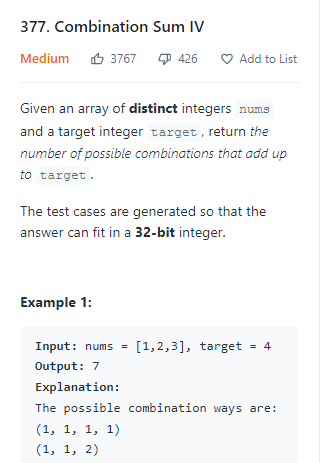 377. Combination Sum IV
Medium 3767 426 Add to List
Given an array of distinct integers nums
and a target integer target , return the
number of possible combinations that add up
to target .
The test cases are generated so that the
answer can fit in a 32-bit integer.
Example 1:
Input: nums = [1,2,3], target = 4
Output: 7
Explanation:
The possible combination ways are:
(1, 1, 1, 1)
(1, 1, 2)